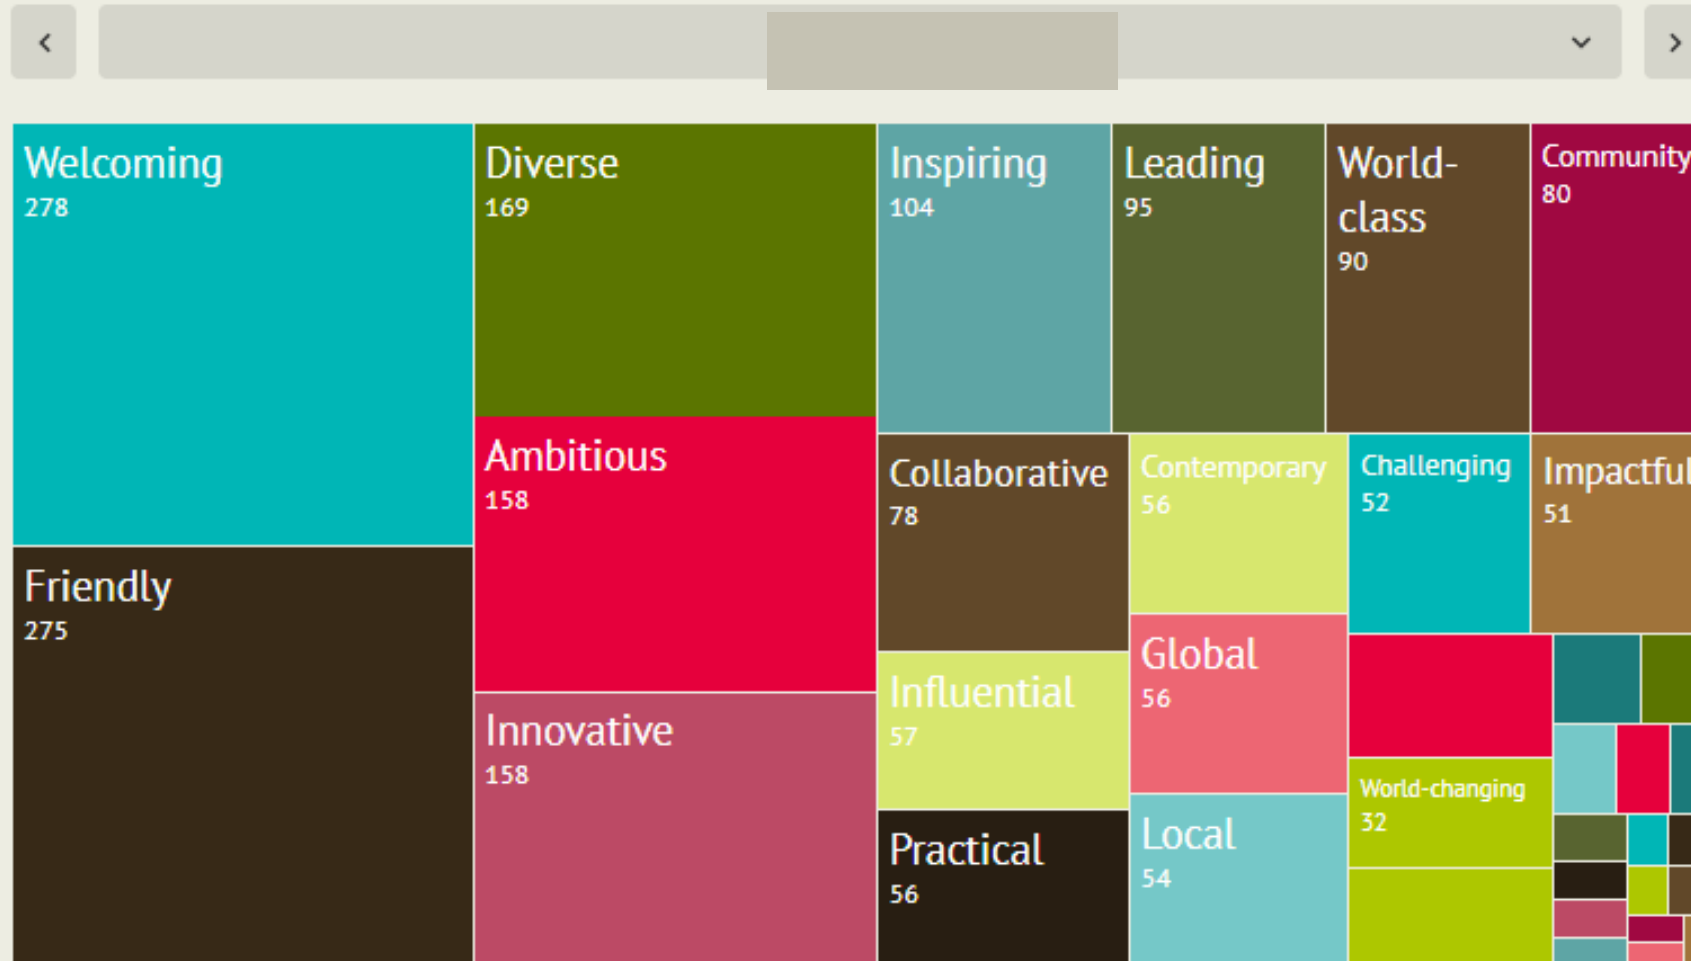 Welcoming
278
Diverse
169
Inspiring
104
Leading
95
World-
class
90
Community
80
Ambitious
158
Collaborative
78
Contemporary
56
Challenging
52
Impactful
51
Friendly
275
Innovative
158
Influential
57
Global
56
World-changing
32
Practical
56
Local
54